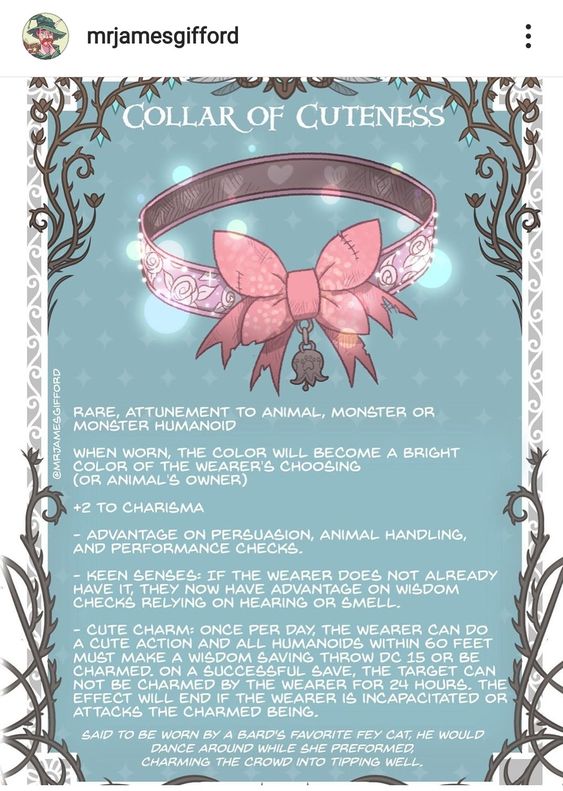 mrjamesgifford
COLLAR OF CUTENESS
@MRJAMESGIFFORD
RARE, ATTUNEMENT TO ANIMAL, MONSTER OR
MONSTER HUMANOID
WHEN WORN, THE COLOR WILL BECOME A BRIGHT
COLOR OF THE WEARER'S CHOOSING
(OR ANIMAL'S OWNER)
+2 TO CHARISMA
- ADVANTAGE ON PERSUASION, ANIMAL HANDLING,
AND PERFORMANCE CHECKS.
- KEEN SENSES: IF THE WEARER DOES NOT ALREADY
HAVE IT, THEY NOW HAVE ADVANTAGE ON WISDOM
CHECKS RELYING ON HEARING OR SMELL.
- CUTE CHARM: ONCE PER DAY, THE WEARER CAN DO
A CUTE ACTION AND ALL HUMANOIDS WITHIN 60 FEET
MUST MAKE A WISDOM SAVING THROW DC 15 OR BE
CHARMED. ON A SUCCESSFUL SAVE, THE TARGET CAN
NOT BE CHARMED BY THE WEARER FOR 24 HOURS. THE
EFFECT WILL END IF THE WEARER IS INCAPACITATED OR
ATTACKS THE CHARMED BEING.
SAID TO BE WORN BY A BARD'S FAVORITE FEY CAT, HE WOULD
DANCE AROUND WHILE SHE PREFORMED,
CHARMING THE CROWD INTO TIPPING WELL.